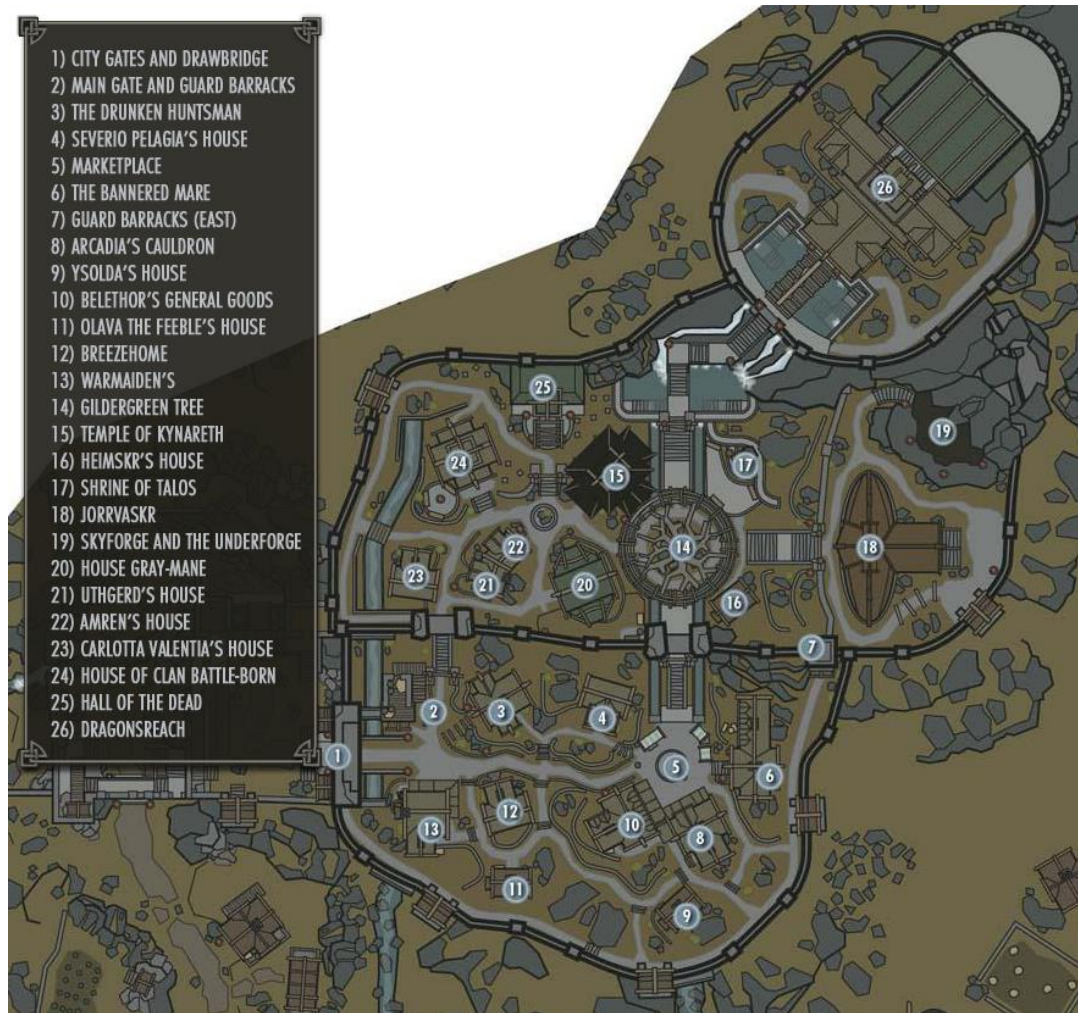 1) CITY GATES AND DRAWBRIDGE
2) MAIN GATE AND GUARD BARRACKS
3) THE DRUNKEN HUNTSMAN
4) SEVERIO PELAGIA'S HOUSE
5) MARKETPLACE
6) THE BANNERED MARE
7) GUARD BARRACKS (EAST)
8) ARCADIA'S CAULDRON
9) YSOLDA'S HOUSE
10) BELETHOR'S GENERAL GOODS
11) OLAVA THE FEEBLE'S HOUSE
12) BREEZEHOME
13) WARMAIDEN'S
14) GILDERGREEN TREE
15) TEMPLE OF KYNARETH
16) HEIMSKR'S HOUSE
17) SHRINE OF TALOS
18) JORRVASKR
19) SKYFORGE AND THE UNDERFORGE
20) HOUSE GRAY-MANE
21) UTHGERD'S HOUSE
22) AMREN'S HOUSE
23) CARLOTTA VALENTIA'S HOUSE
24) HOUSE OF CLAN BATTLE-BORN
25) HALL OF THE DEAD
26) DRAGONSREACH
26
25
19
24
17
15
22
14
18
23
21
20
16
7
2
3
4
1
5
6
12
13
10
8
11
9